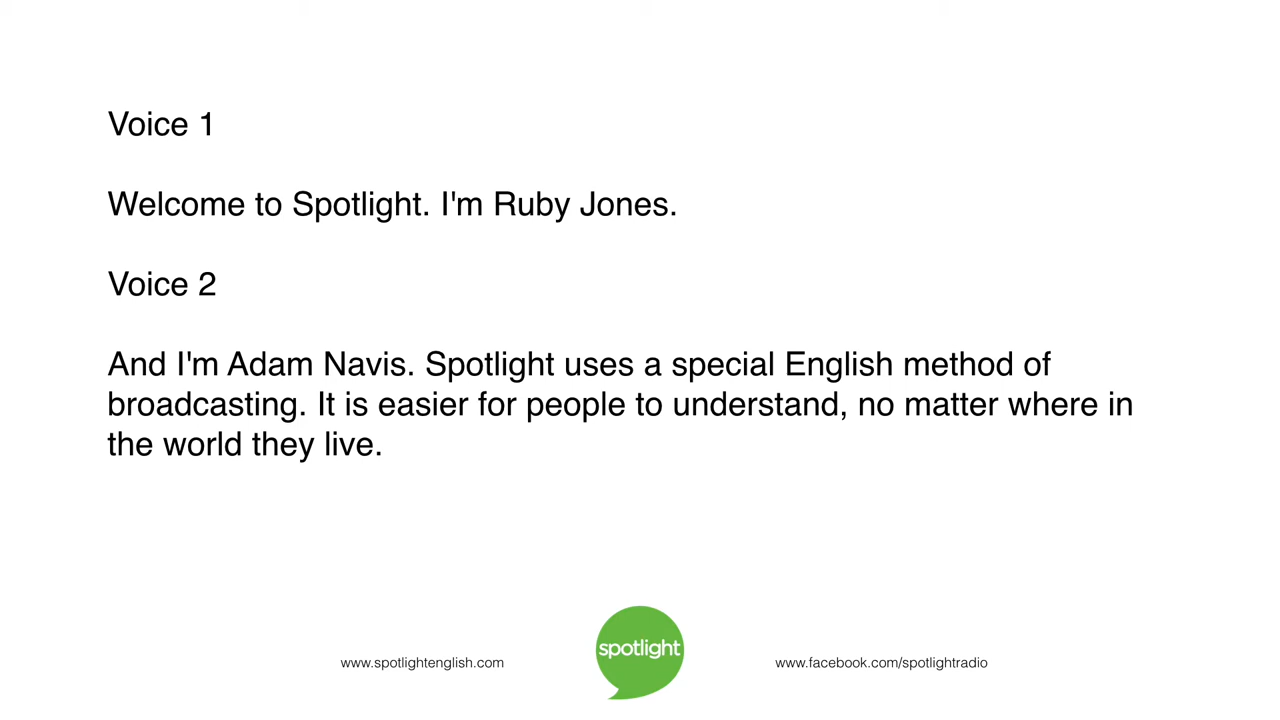 Voice 1
Welcome to Spotlight. I'm Ruby Jones.
Voice 2
And I'm Adam Navis. Spotlight uses a special English method of
broadcasting. It is easier for people to understand, no matter where in
the world they live.
www.spotlightenglish.com
spotlight
www.facebook.com/spotlightradio